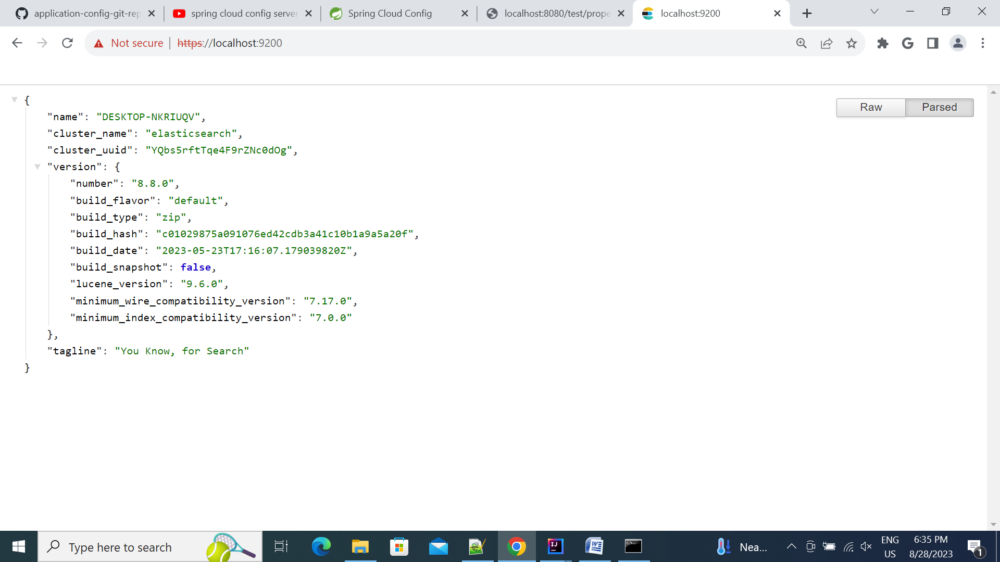 application-config-git-rep
spring cloud config server
Spring Cloud Config
localhost:8080/test/prope
localhost:9200
Not secure
https://localhost:9200
Raw
Parsed
{
"name": "DESKTOP-NKRIUQV",
"cluster_name": "elasticsearch",
"cluster_uuid": "YQbs5rftTqe4F9rZNc0dOg",
"version": {
"number": "8.8.0",
"build_flavor": "default",
"build_type": "zip",
"build_hash": "c01029875a091076ed42cdb3a41c10b1a9a5a20f",
"build_date": "2023-05-23T17:16:07.179039820Z",
"build_snapshot": false,
"lucene_version": "9.6.0",
"minimum_wire_compatibility_version": "7.17.0",
"minimum_index_compatibility_version": "7.0.0"
},
"tagline": "You Know, for Search"
}
Type here to search
Nea...
ENG
US
6:35 PM
8/28/2023
1